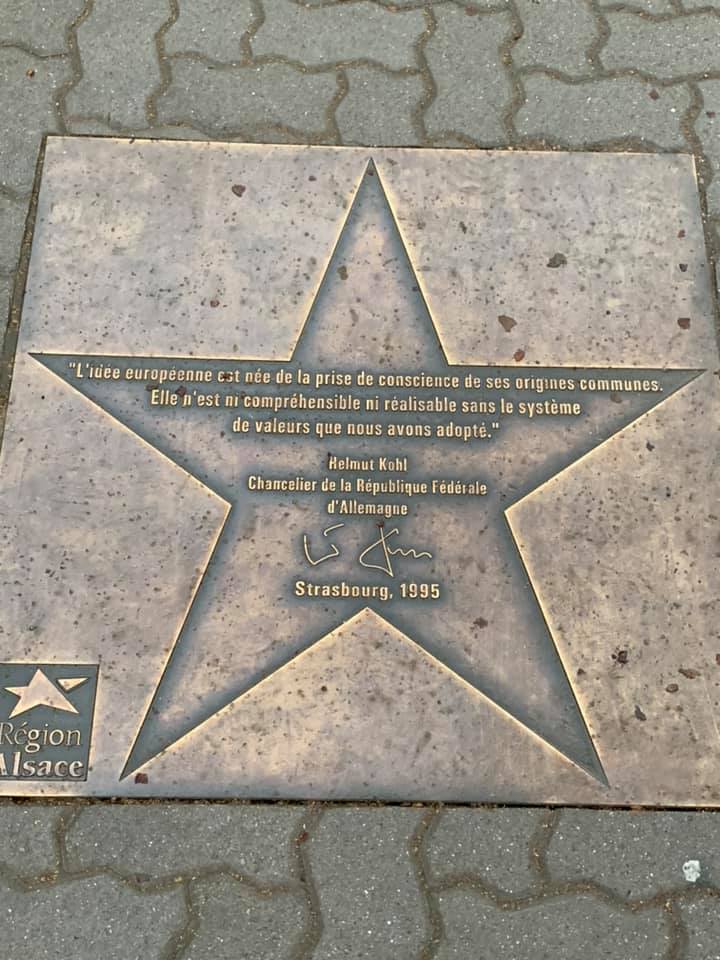 "L'idée européenne est née de la prise de conscience de ses origines communes.
Elle n'est ni compréhensible ni réalisable sans le système
de valeurs que nous avons adopté."
Helmut Kohl
Chancelier de la République Fédérale
d'Allemagne
Strasbourg, 1995
Région
Alsace